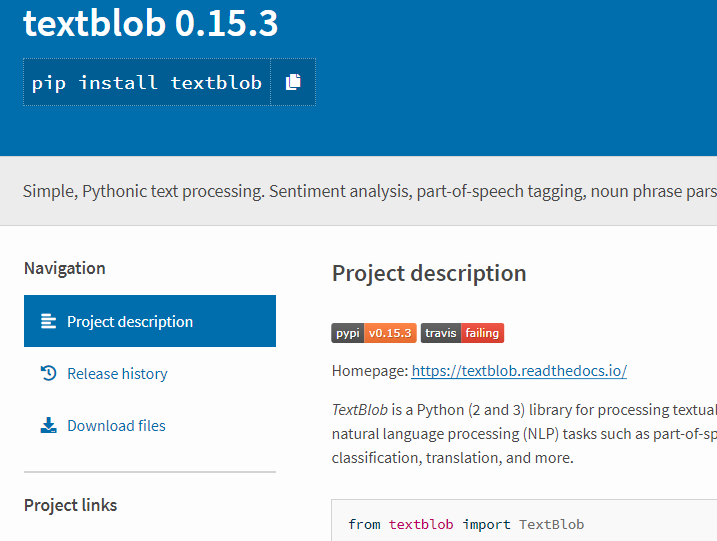 textblob 0.15.3
pip install textblob
Simple, Pythonic text processing. Sentiment analysis, part-of-speech tagging, noun phrase pars
Navigation
Project description
Release history
Download files
Project links
Project description
pypi v0.15.3 travis failing
Homepage: https://textblob.readthedocs.io/
TextBlob is a Python (2 and 3) library for processing textual
natural language processing (NLP) tasks such as part-of-sp
classification, translation, and more.
from textblob import TextBlob